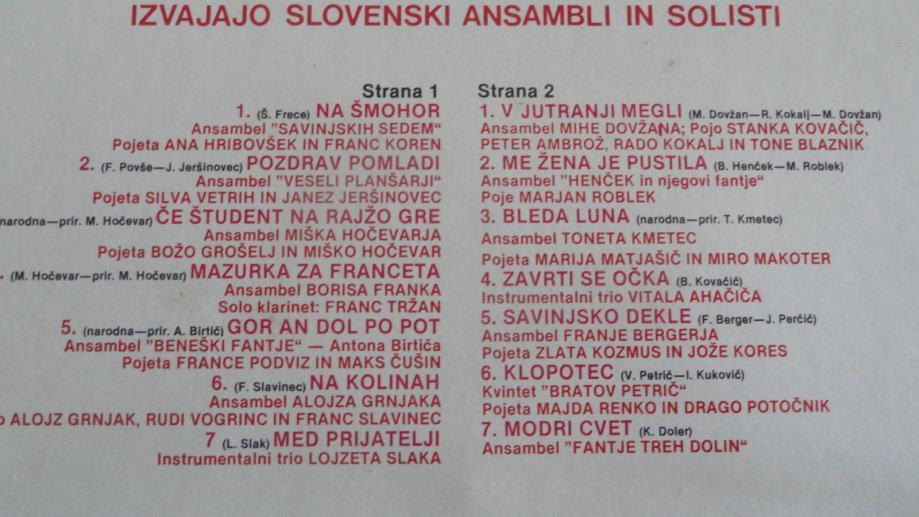 IZVAJAJO SLOVENSKI ANSAMBLI IN SOLISTI
Strana 1
1. (Š. Frece) NA ŠMOHOR
Ansambel "SAVINJSKIH SEDEM"
Pojeta ANA HRIBOVŠEK IN FRANC KOREN
2. (F. Povše—J. Jeršinovec) POZDRAV POMLADI
Ansambel "VESELI PLANŠARJI"
Pojeta SILVA VETRIH IN JANEZ JERŠINOVEC
narodna—prir. M. Hočevar) ČE ŠTUDENT NA RAJŽO GRE
Ansambel MIŠKA HOČEVARJA
Pojeta BOŽO GROŠELJ IN MIŠKO HOČEVAR
. (M. Hočevar—prir. M. Hočevar) MAZURKA ZA FRANCETA
Ansambel BORISA FRANKA
Solo klarinet: FRANC TRŽAN
5. (narodna—prir. A. Birtič) GOR AN DOL PO POT
Ansambel "BENEŠKI FANTJE" — Antona Birtiča
Pojeta FRANCE PODVIZ IN MAKS ČUŠIN
6. (F. Slavinec) NA KOLINAH
Ansambel ALOJZA GRNJAKA
o ALOJZ GRNJAK, RUDI VOGRINC IN FRANC SLAVINEC
7 (L. Slak) MED PRIJATELJI
Instrumentalni trio LOJZETA SLAKA
Strana 2
1. V JUTRANJI MEGLI (M. Dovžan—R. Kokalj—M. Dovžan)
Ansambel MIHE DOVŽANA; Pojo STANKA KOVAČIČ,
PETER AMBROŽ, RADO KOKALJ IN TONE BLAZNIK
2. ME ŽENA JE PUSTILA (B. Henček—M. Roblek)
Ansambel "HENČEK in njegovi fantje"
Poje MARJAN ROBLEK
3. BLEDA LUNA (narodna—prir. T. Kmetec)
Ansambel TONETA KMETEC
Pojeta MARIJA MATJAŠIČ IN MIRO MAKOTER
4. ZAVRTI SE OČKA (B. Kovačič)
Instrumentalni trio VITALA AHAČIČA
5. SAVINJSKO DEKLE (F. Berger—J. Perčič)
Ansambel FRANJE BERGERJA
Pojeta ZLATA KOZMUS IN JOŽE KORES
6. KLOPOTEC (V. Petrič—I. Kukovič)
Kvintet "BRATOV PETRIČ"
Pojeta MAJDA RENKO IN DRAGO POTOČNIK
7. MODRI CVET (K. Doler)
Ansambel "FANTJE TREH DOLIN"